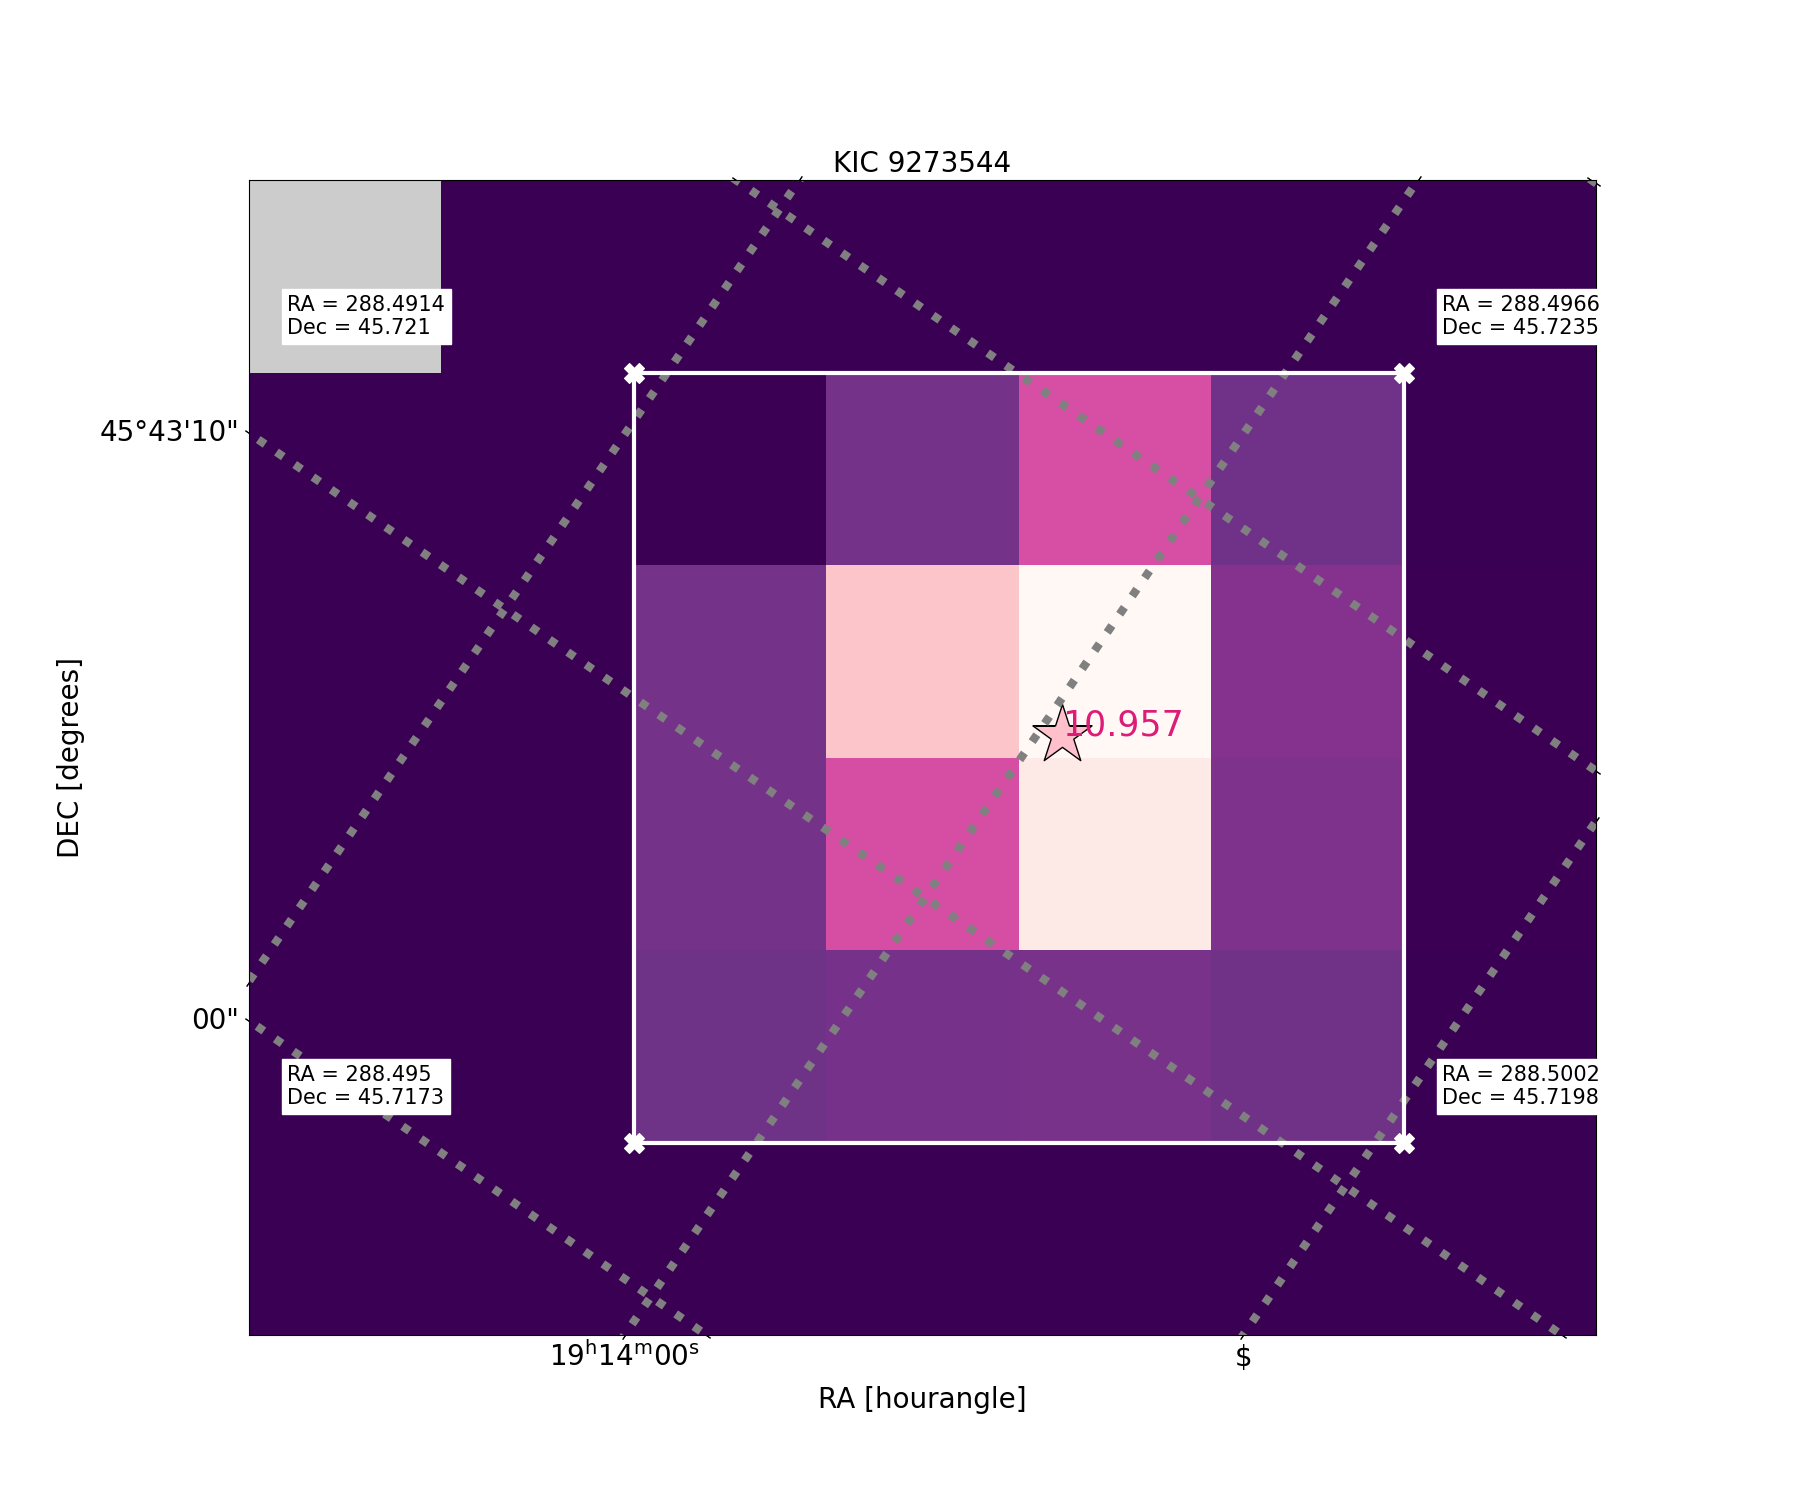 KIC 9273544
RA = 288.4914
Dec = 45.721
RA = 288.4966
Dec = 45.7235
45°43'10"
10.957
DEC [degrees]
00"
RA = 288.495
Dec = 45.7173
RA = 288.5002
Dec = 45.7198
19ʰ14ᵐ00ˢ
$
RA [hourangle]